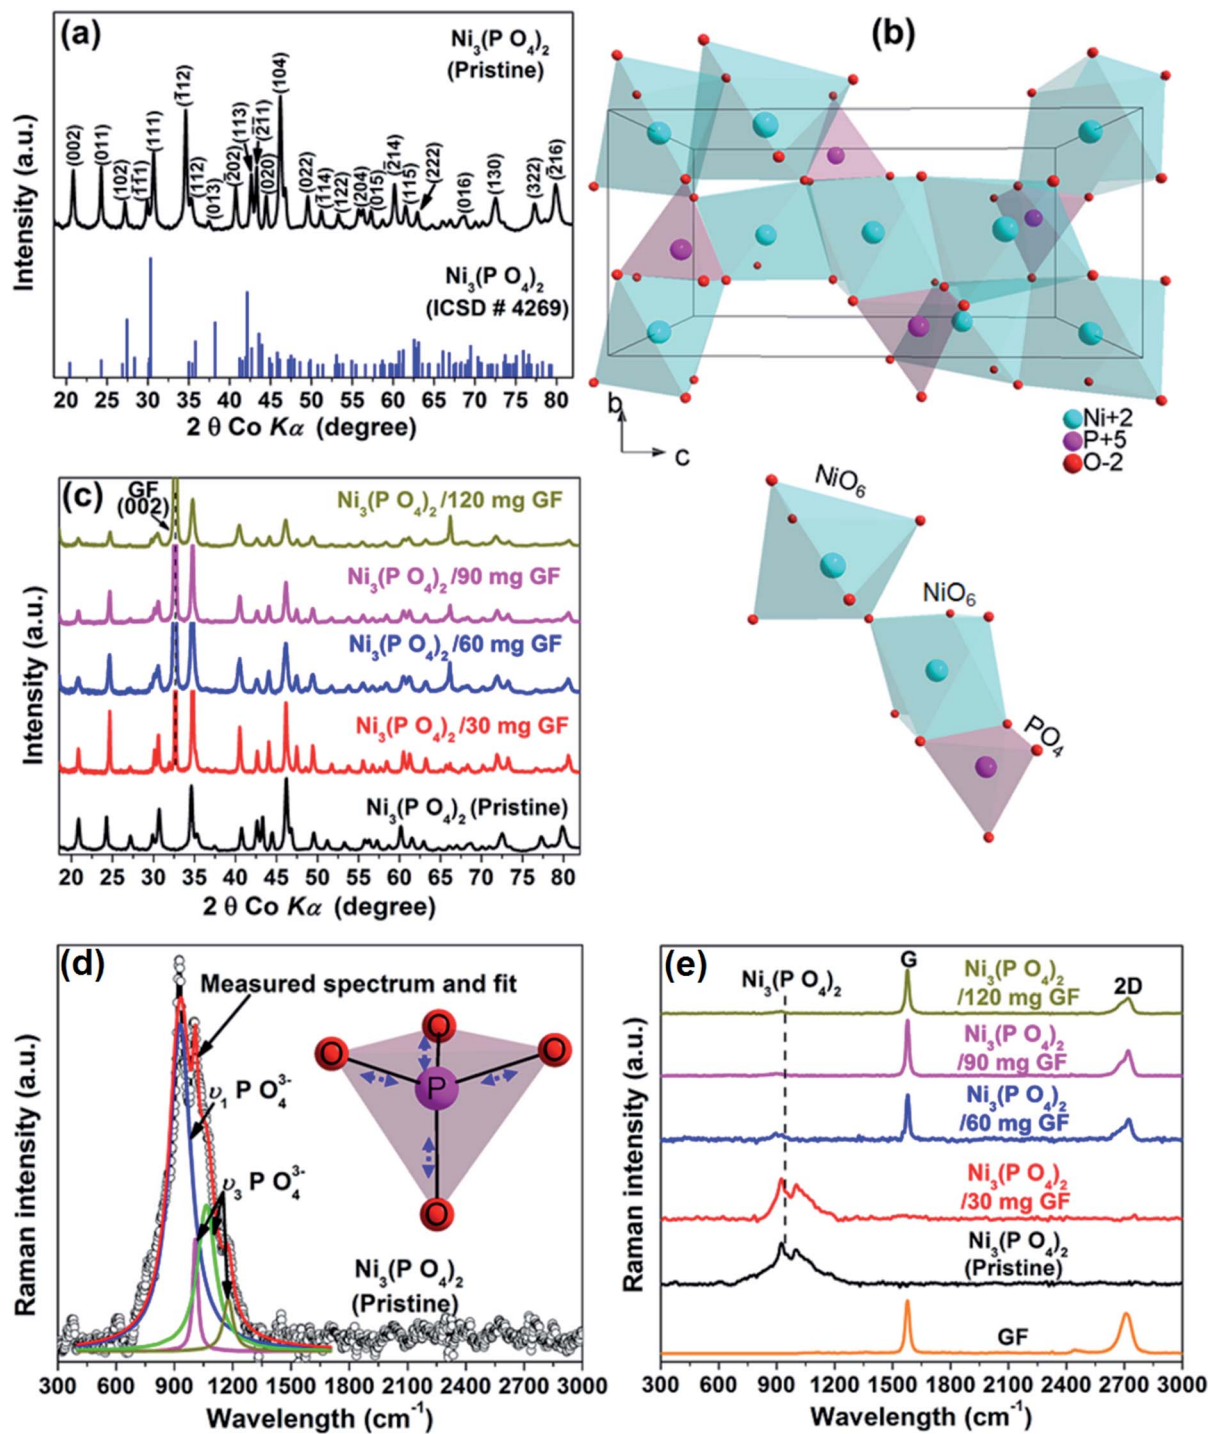 (a)
Ni₃(P O₄)₂
(Pristine)
(002)
(011)
(102)
(1̄1̄1)
(111)
(1̄12)
(112)
(013)
(202)
(113)
(2̄11)
(020)
(104)
(022)
(1̄14)
(122)
(204)
(015)
(2̄14)
(115)
(222)
(016)
(130)
(322)
(2̄16)
Ni₃(P O₄)₂
(ICSD # 4269)
Intensity (a.u.)
20 25 30 35 40 45 50 55 60 65 70 75 80
2 θ Co Kα (degree)
(b)
b
c
Ni+2
P+5
O-2
NiO₆
NiO₆
PO₄
(c)
GF
(002)
Ni₃(P O₄)₂/120 mg GF
Ni₃(P O₄)₂/90 mg GF
Ni₃(P O₄)₂/60 mg GF
Ni₃(P O₄)₂/30 mg GF
Ni₃(P O₄)₂ (Pristine)
Intensity (a.u.)
20 25 30 35 40 45 50 55 60 65 70 75 80
2 θ Co Kα (degree)
(d)
Measured spectrum and fit
υ₁ P O₄³⁻
υ₃ P O₄³⁻
O
O
O
P
O
Ni₃(P O₄)₂
(Pristine)
Raman intensity (a.u.)
300 600 900 1200 1500 1800 2100 2400 2700 3000
Wavelength (cm⁻¹)
(e)
Ni₃(P O₄)₂
G
2D
Ni₃(P O₄)₂
/120 mg GF
Ni₃(P O₄)₂
/90 mg GF
Ni₃(P O₄)₂
/60 mg GF
Ni₃(P O₄)₂
/30 mg GF
Ni₃(P O₄)₂
(Pristine)
GF
Raman intensity (a.u.)
300 600 900 1200 1500 1800 2100 2400 2700 3000
Wavelength (cm⁻¹)